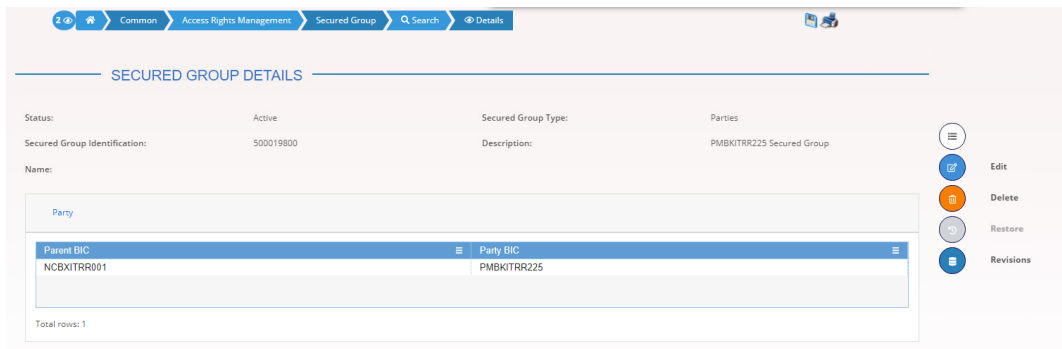 2 Common Access Rights Management Secured Group Search Details
SECURED GROUP DETAILS
Status: Active Secured Group Type: Parties
Secured Group Identification: 500019800 Description: PMBKITRR225 Secured Group
Name:
Edit
Delete
Restore
Revisions
Party
Parent BIC Party BIC
NCBXITRR001 PMBKITRR225
Total rows: 1